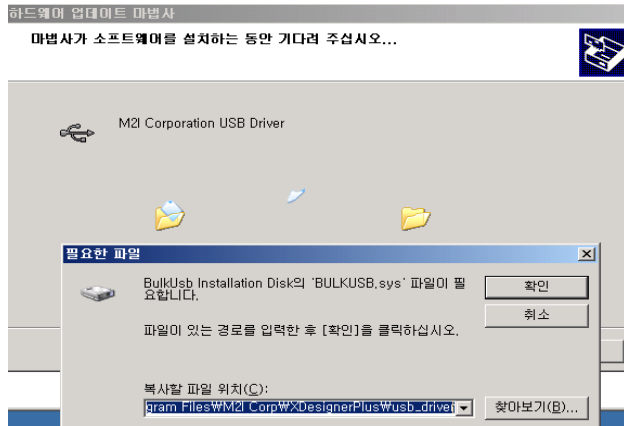 하드웨어 업데이트 마법사
마법사가 소프트웨어를 설치하는 동안 기다려 주십시오...
M2I Corporation USB Driver
필요한 파일
BulkUsb Installation Disk의 'BULKUSB.sys' 파일이 필
요합니다.
확인
취소
파일이 있는 경로를 입력한 후 [확인]을 클릭하십시오.
복사할 파일 위치(C):
gram Files₩M2I Corp₩XDesignerPlus₩usb_driver
찾아보기(B)...